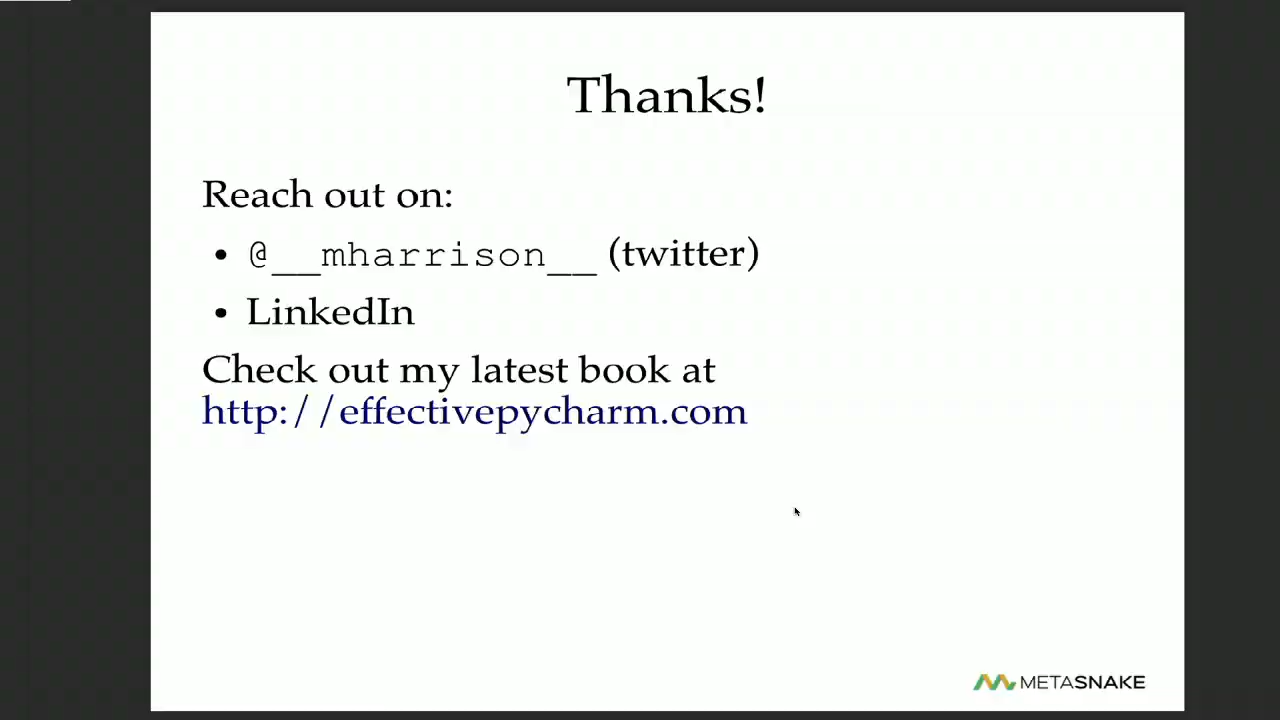 Thanks!
Reach out on:
• @__mharrison__ (twitter)
• LinkedIn
Check out my latest book at
http://effectivepycharm.com
METASNAKE